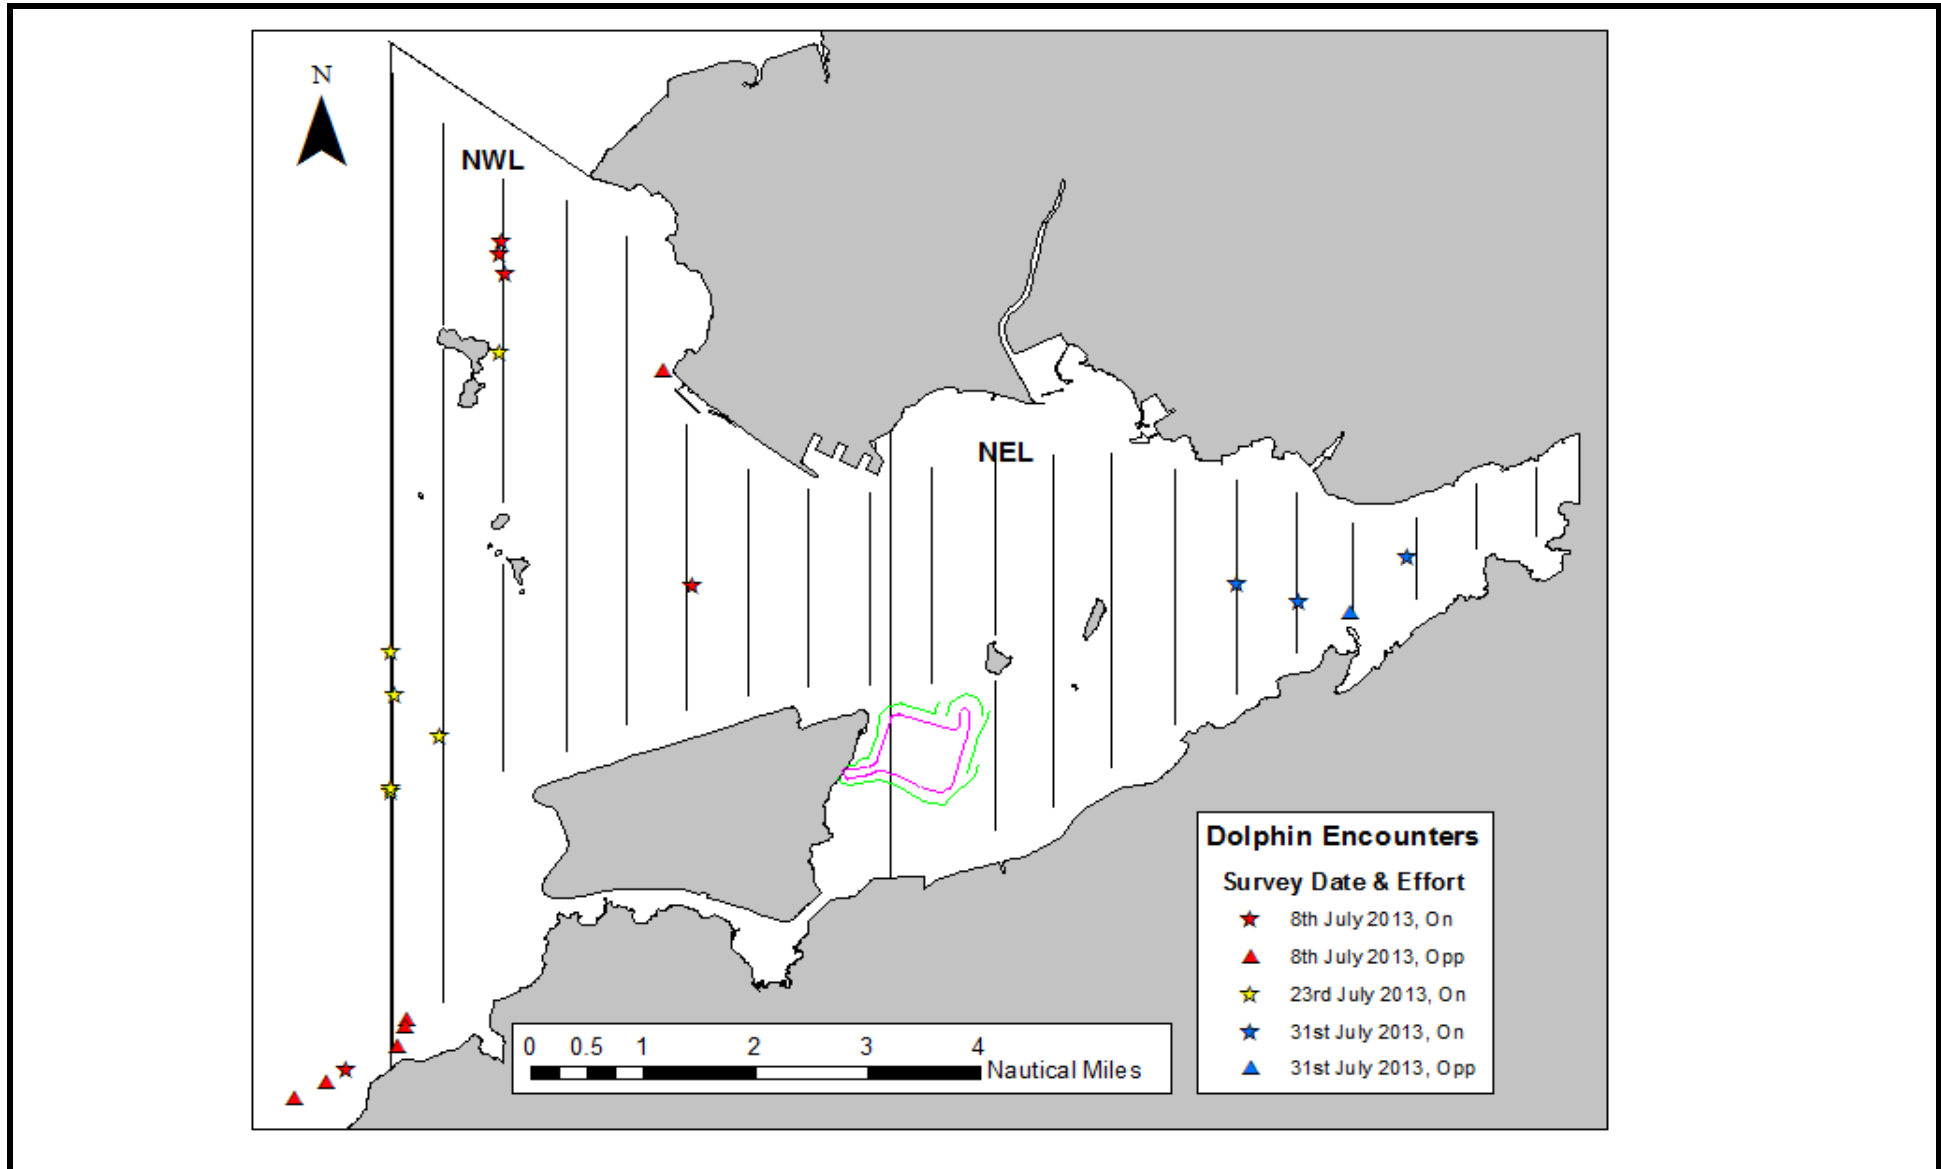 N
NWL
NEL
Dolphin Encounters
Survey Date & Effort
8th July 2013, On
8th July 2013, Opp
23rd July 2013, On
31st July 2013, On
31st July 2013, Opp
0 0.5 1 2 3 4
Nautical Miles